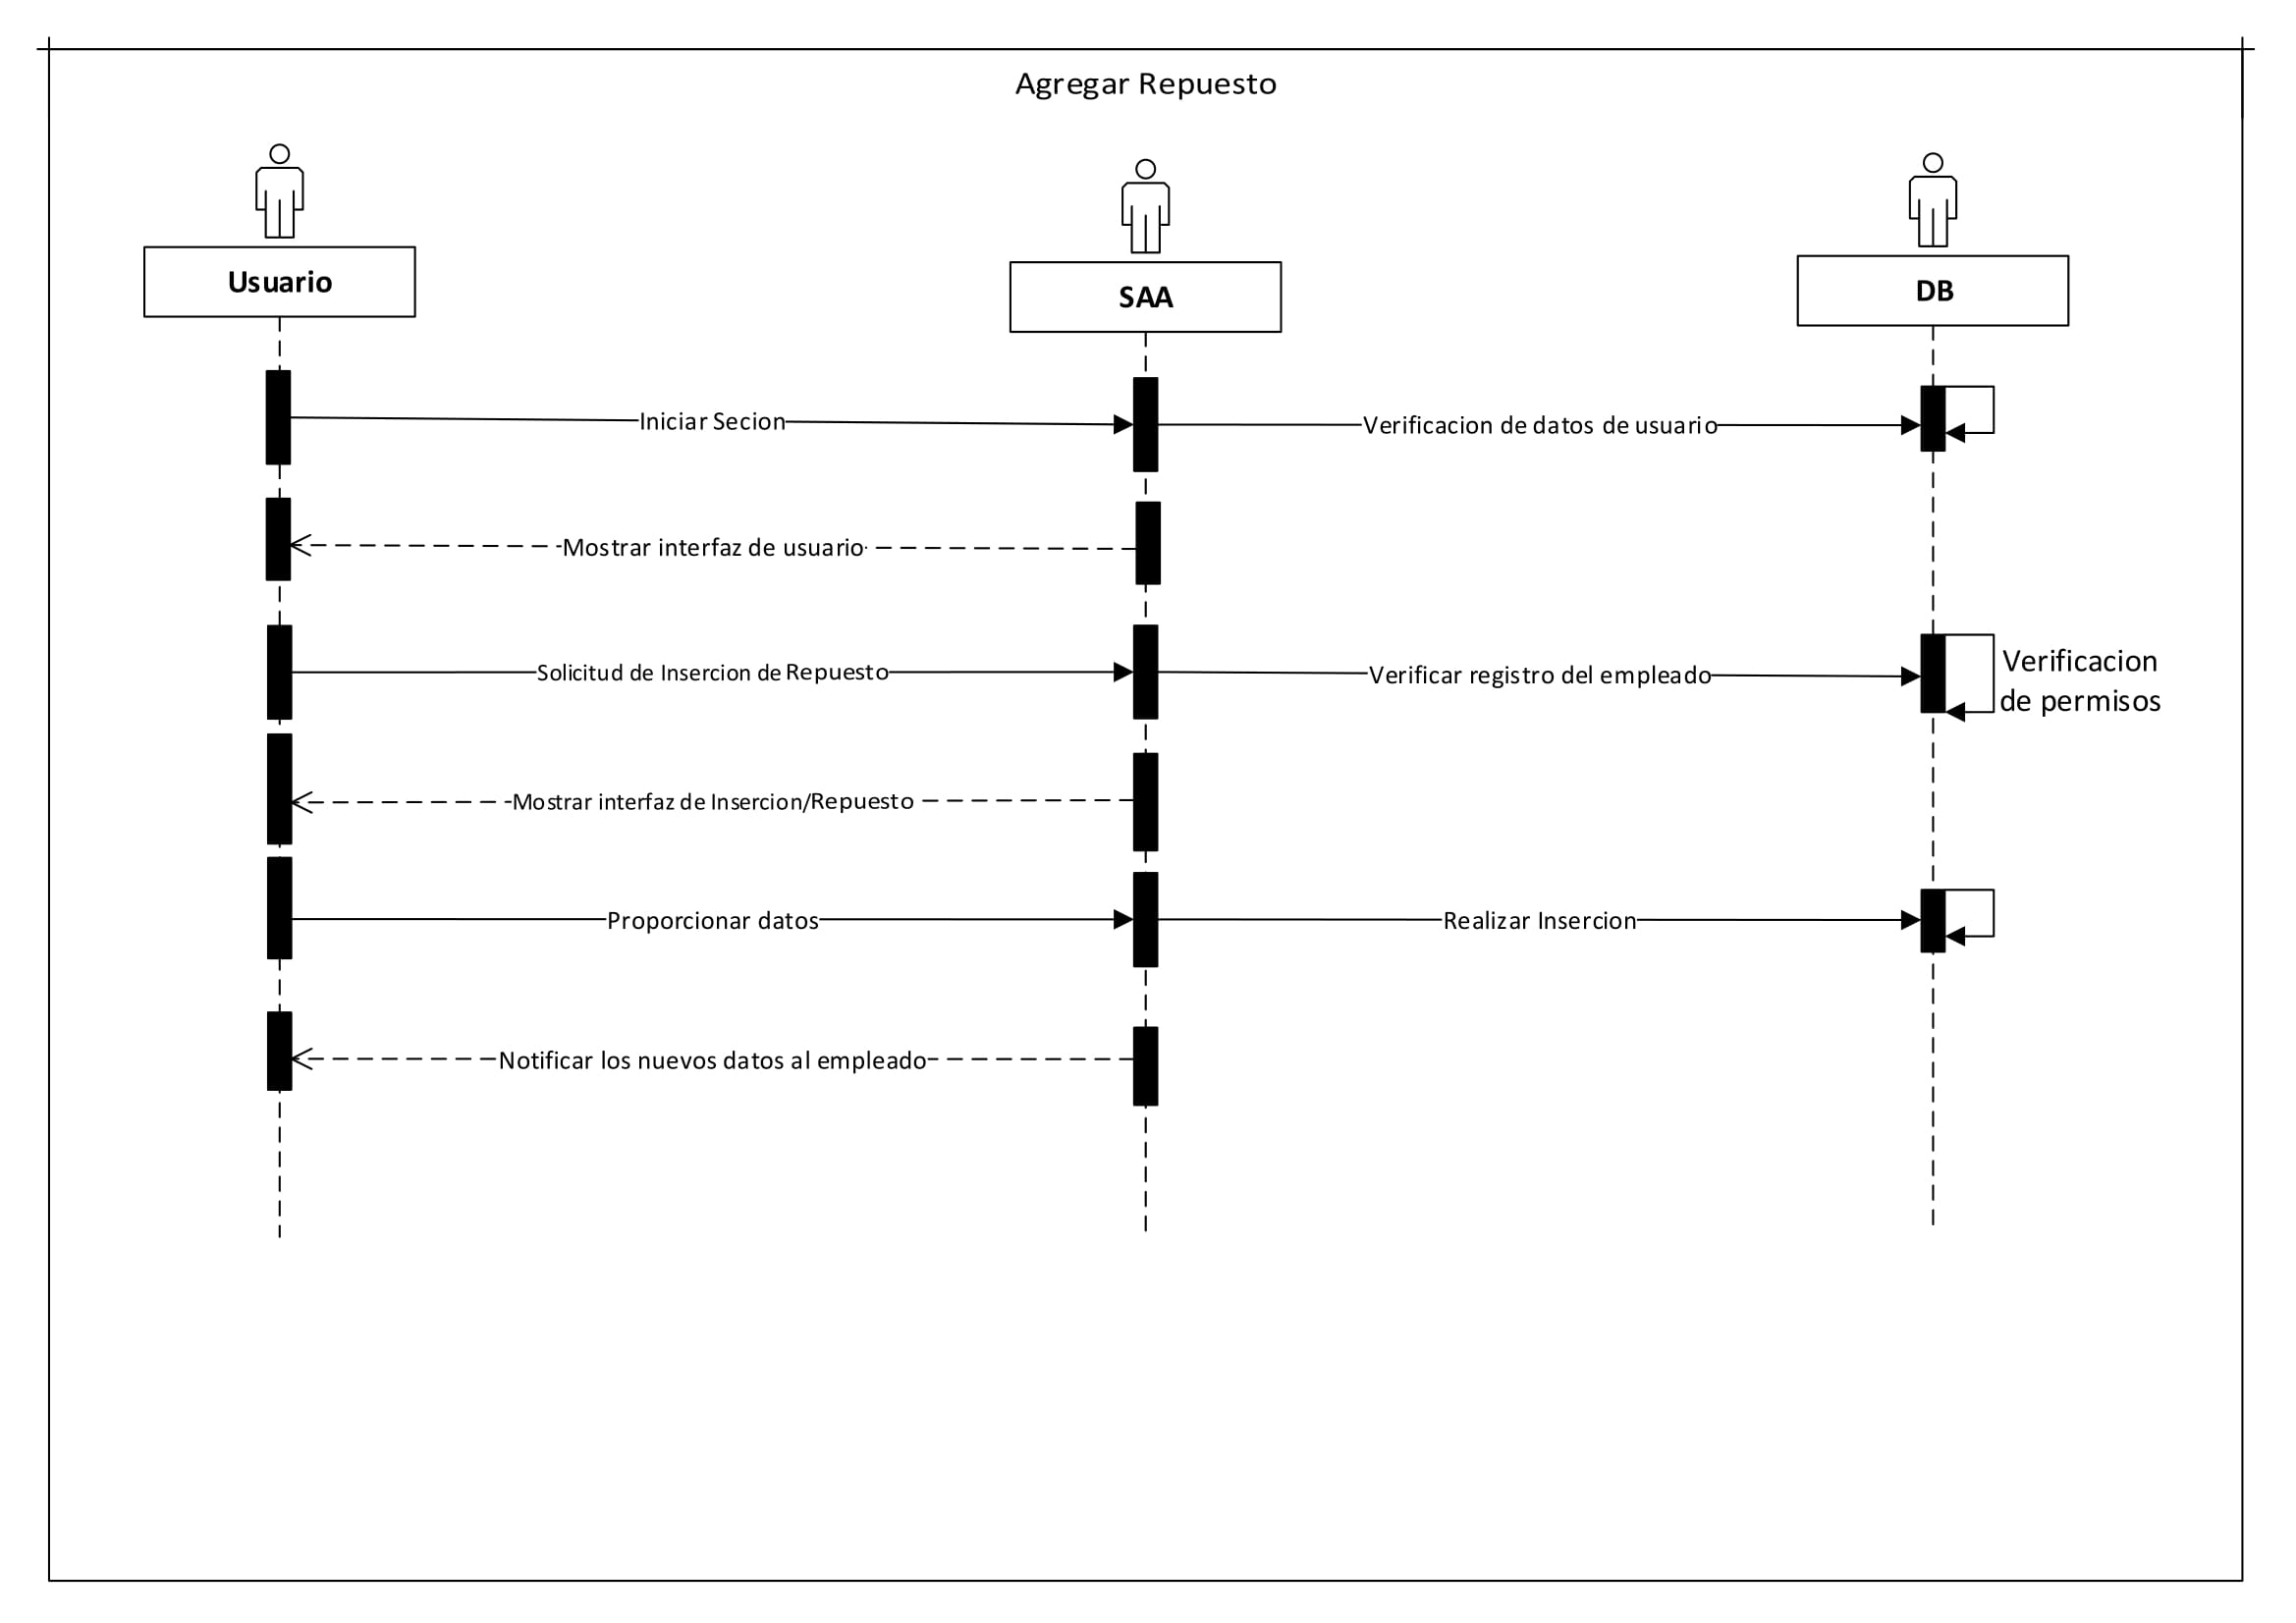 Agregar Repuesto
Usuario
SAA
DB
Iniciar Secion
Verificacion de datos de usuario
Mostrar interfaz de usuario
Solicitud de Insercion de Repuesto
Verificar registro del empleado
Verificacion
de permisos
Mostrar interfaz de Insercion/Repuesto
Proporcionar datos
Realizar Insercion
Notificar los nuevos datos al empleado